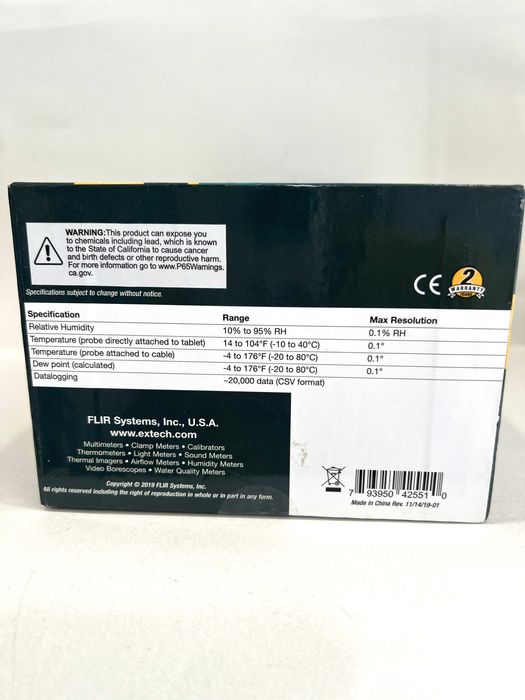 WARNING:This product can expose you
to chemicals including lead, which is known
to the State of California to cause cancer
and birth defects or other reproductive harm.
For more information go to www.P65Warnings.
ca.gov.
CE
2
WARRANTY
Specifications subject to change without notice.
Specification Range Max Resolution
Relative Humidity 10% to 95% RH 0.1% RH
Temperature (probe directly attached to tablet) 14 to 104°F (-10 to 40°C) 0.1°
Temperature (probe attached to cable) -4 to 176°F (-20 to 80°C) 0.1°
Dew point (calculated) -4 to 176°F (-20 to 80°C) 0.1°
Datalogging ~20,000 data (CSV format)
FLIR Systems, Inc., U.S.A.
www.extech.com
Multimeters • Clamp Meters • Calibrators
Thermometers • Light Meters • Sound Meters
Thermal Imagers • Airflow Meters • Humidity Meters
Video Borescopes • Water Quality Meters
Copyright © 2019 FLIR Systems, Inc.
All rights reserved including the right of reproduction in whole or in part in any form.
7 93950 42551 0
Made in China Rev. 11/14/19-01